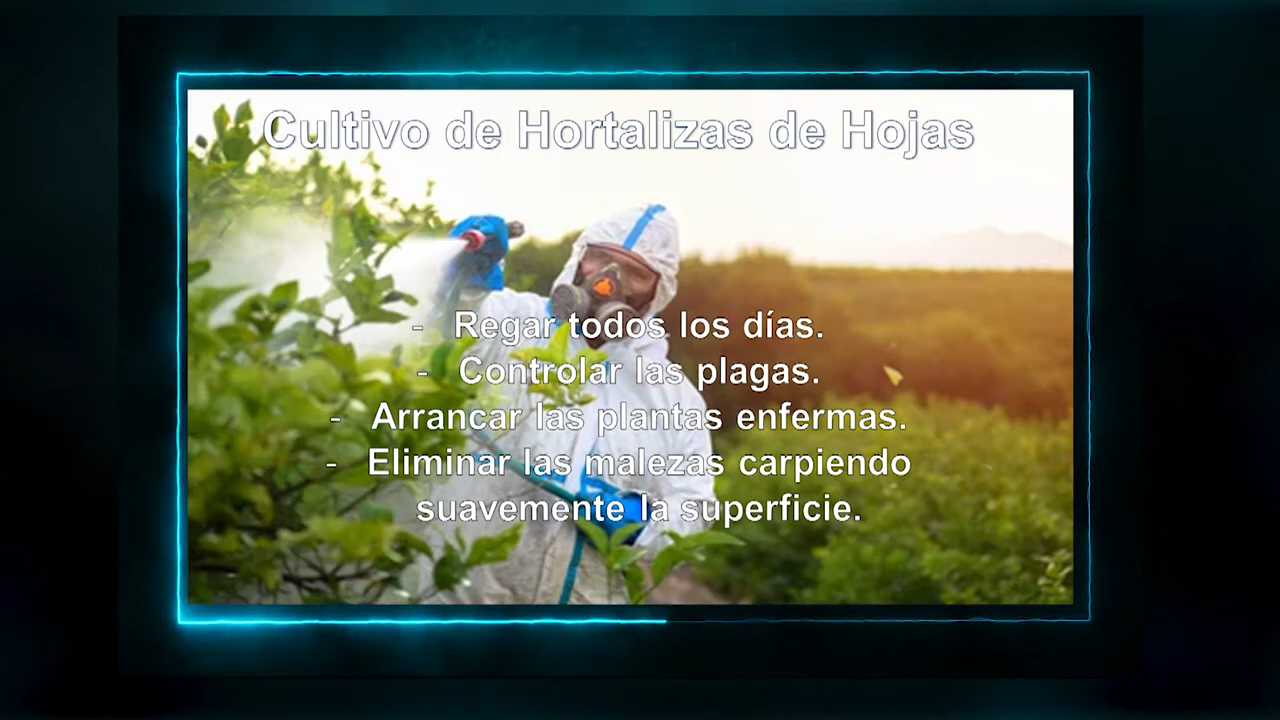 Cultivo de Hortalizas de Hojas
- Regar todos los días.
- Controlar las plagas.
- Arrancar las plantas enfermas.
- Eliminar las malezas carpiendo
suavemente la superficie.